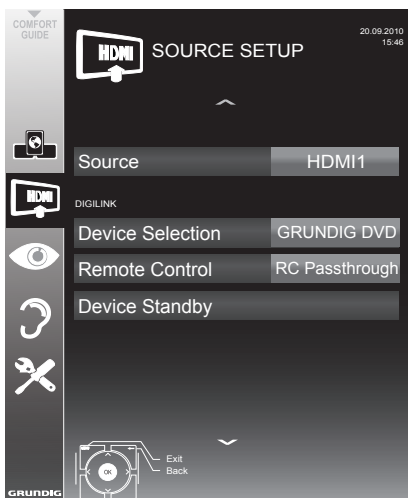 COMFORT
GUIDE
HDMI
SOURCE SETUP
20.09.2010
15:46
Source
HDMI1
HDMI
DIGILINK
Device Selection
GRUNDIG DVD
Remote Control
RC Passthrough
Device Standby
Exit
Back
OK
GRUNDIG